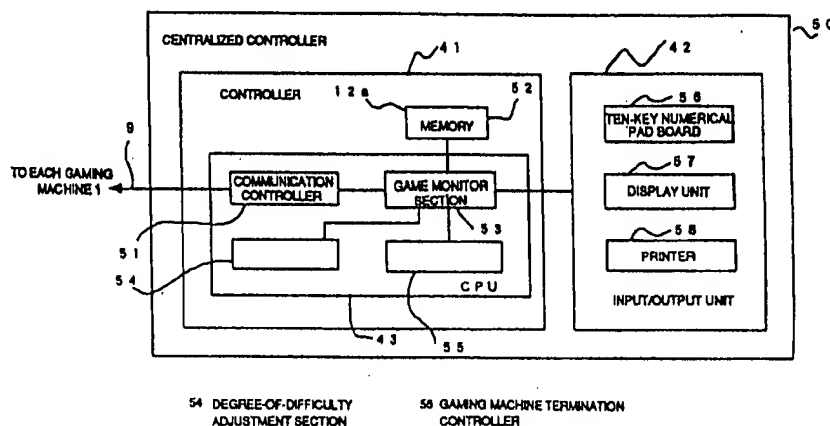 50
CENTRALIZED CONTROLLER
41
42
CONTROLLER
12a
52
56
MEMORY
TEN-KEY NUMERICAL
PAD BOARD
9
TO EACH GAMING
MACHINE 1
COMMUNICATION
CONTROLLER
GAME MONITOR
SECTION
57
DISPLAY UNIT
51
53
58
54
PRINTER
CPU
INPUT/OUTPUT UNIT
43
55
54 DEGREE-OF-DIFFICULTY
ADJUSTMENT SECTION
55 GAMING MACHINE TERMINATION
CONTROLLER